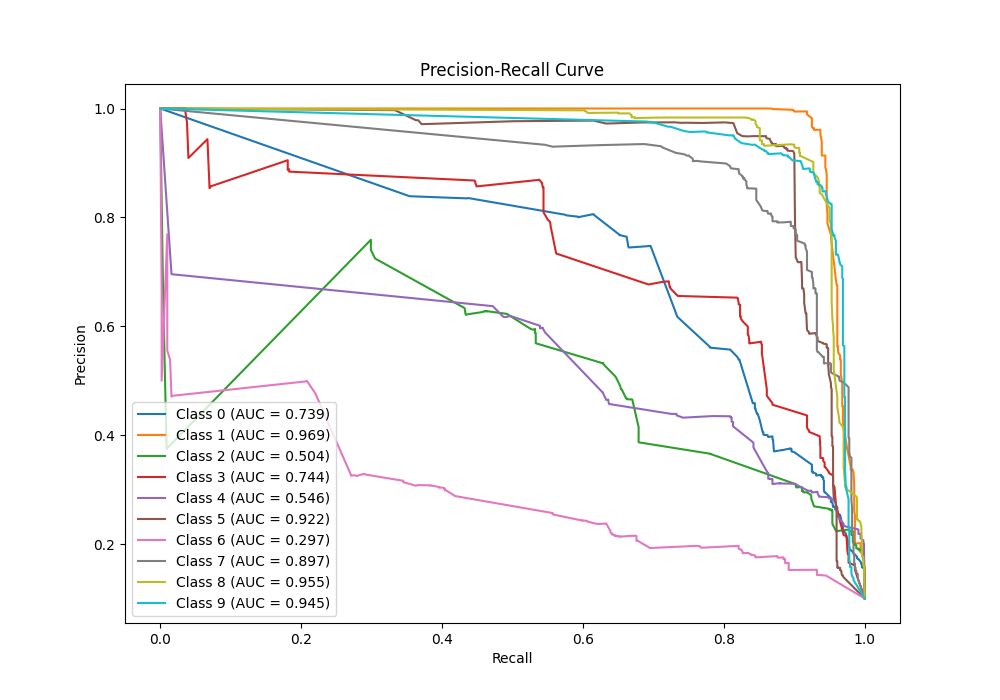 Precision-Recall Curve
1.0
0.8
0.6
0.4
0.2
Precision
Class 0 (AUC = 0.739)
Class 1 (AUC = 0.969)
Class 2 (AUC = 0.504)
Class 3 (AUC = 0.744)
Class 4 (AUC = 0.546)
Class 5 (AUC = 0.922)
Class 6 (AUC = 0.297)
Class 7 (AUC = 0.897)
Class 8 (AUC = 0.955)
Class 9 (AUC = 0.945)
0.0 0.2 0.4 0.6 0.8 1.0
Recall